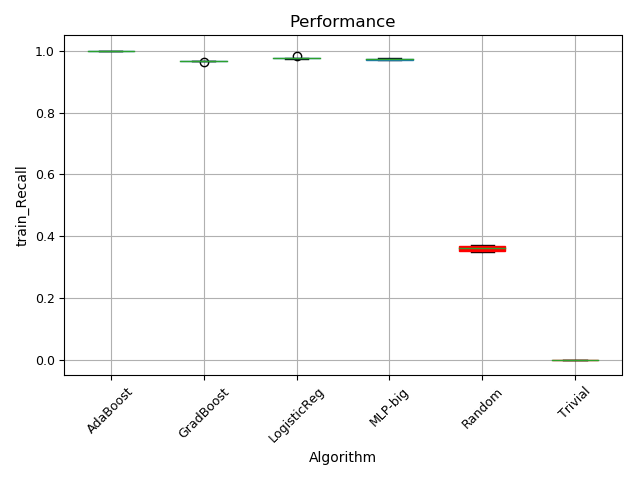 Performance
1.0
0.8
0.6
0.4
0.2
0.0
train_Recall
AdaBoost
GradBoost
LogisticReg
MLP-big
Random
Trivial
Algorithm